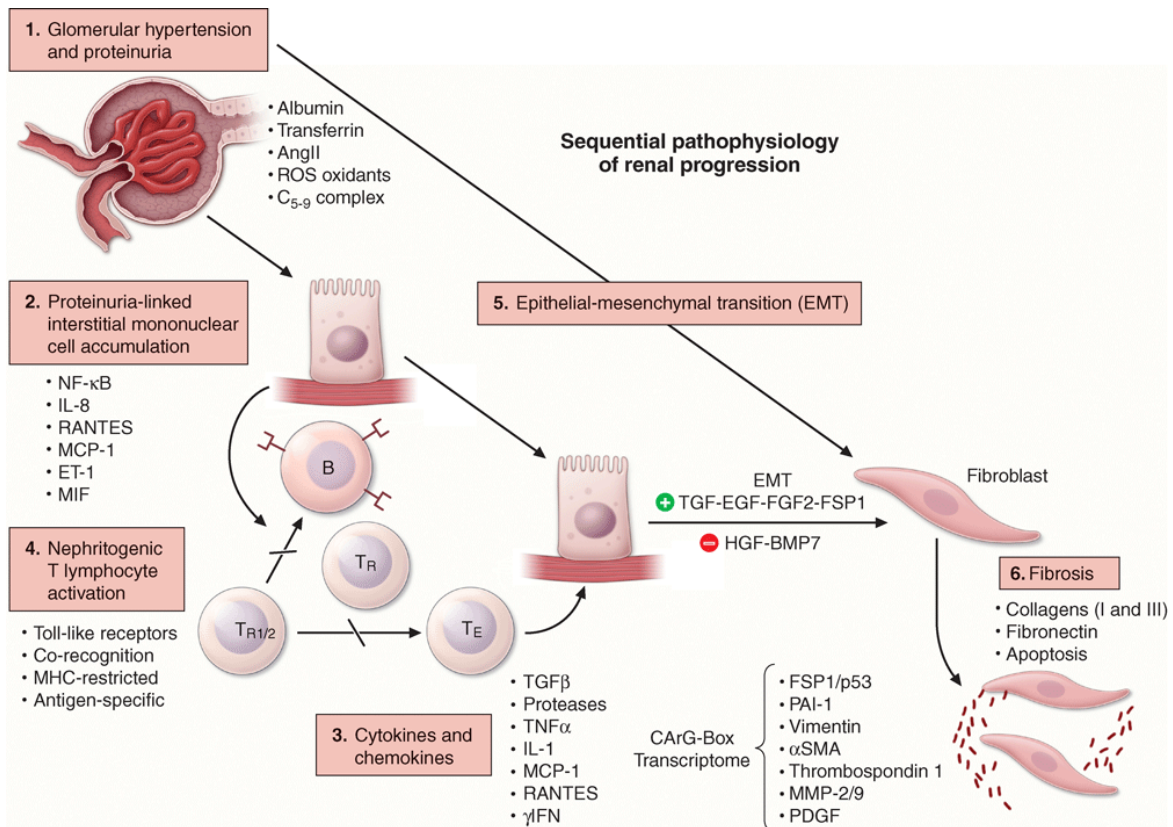 1. Glomerular hypertension
and proteinuria
• Albumin
• Transferrin
• AngII
• ROS oxidants
• C5-9 complex
Sequential pathophysiology
of renal progression
2. Proteinuria-linked
interstitial mononuclear
cell accumulation
• NF-κB
• IL-8
• RANTES
• MCP-1
• ET-1
• MIF
5. Epithelial-mesenchymal transition (EMT)
B
4. Nephritogenic
T lymphocyte
activation
• Toll-like receptors
• Co-recognition
• MHC-restricted
• Antigen-specific
TR
TR1/2
TE
EMT
+ TGF-EGF-FGF2-FSP1
− HGF-BMP7
Fibroblast
6. Fibrosis
• Collagens (I and III)
• Fibronectin
• Apoptosis
3. Cytokines and
chemokines
• TGFβ
• Proteases
• TNFα
• IL-1
• MCP-1
• RANTES
• γIFN
CArG-Box
Transcriptome
• FSP1/p53
• PAI-1
• Vimentin
• αSMA
• Thrombospondin 1
• MMP-2/9
• PDGF